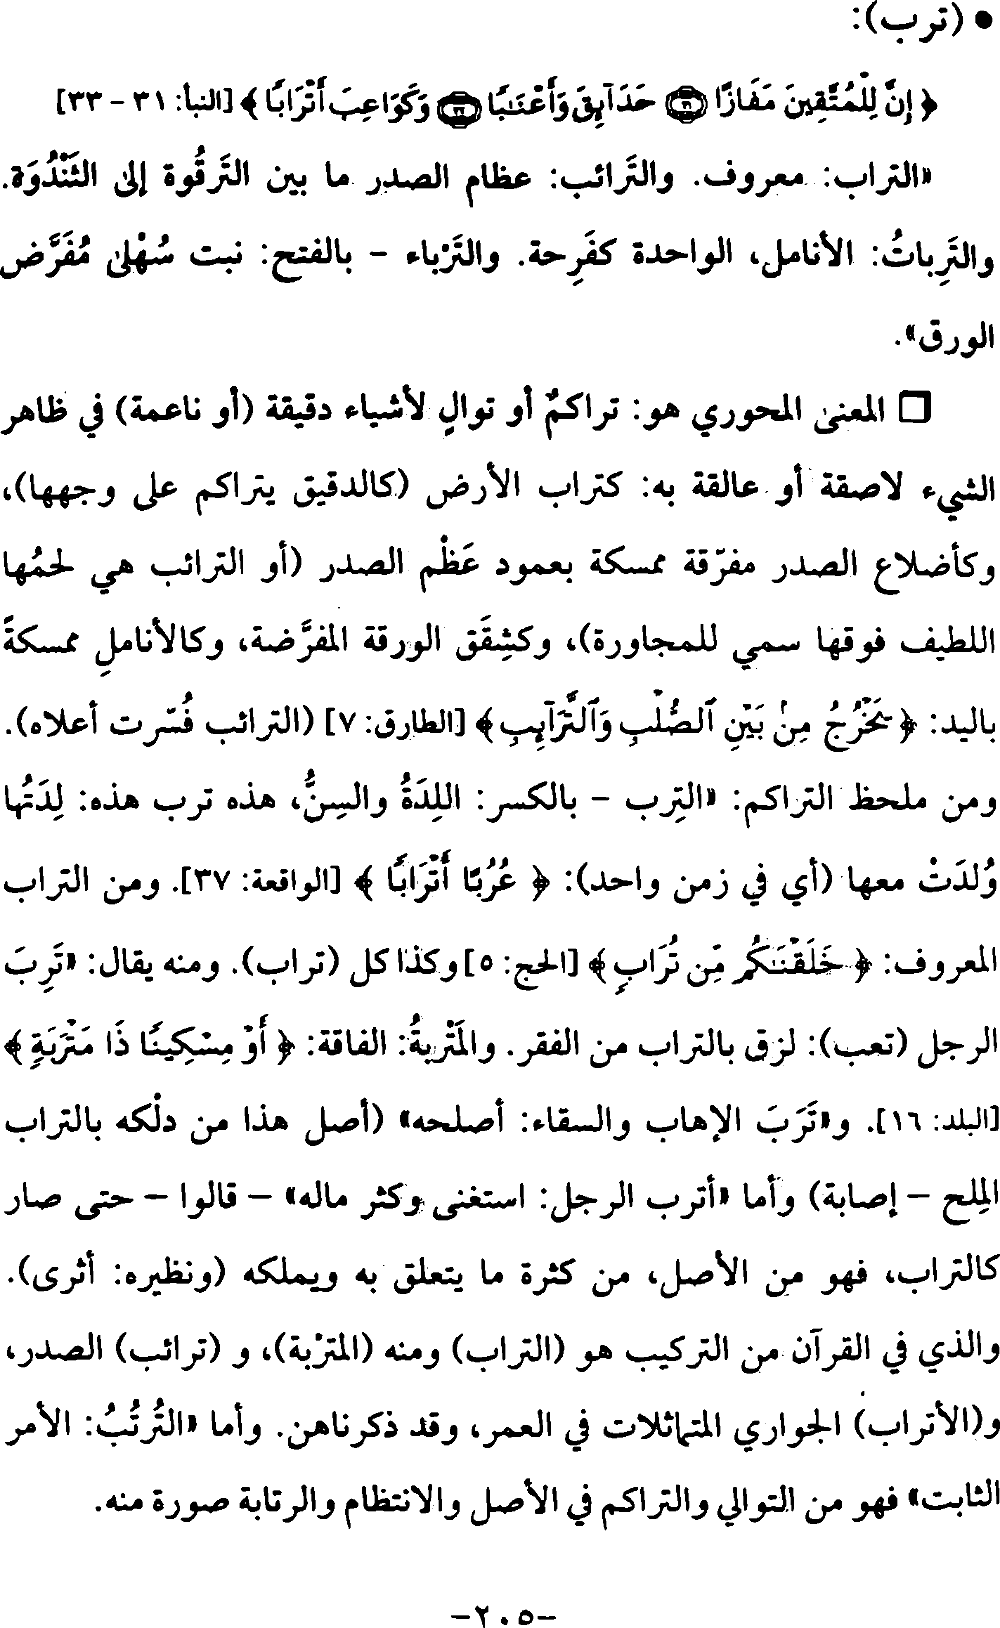 • (ترب):
﴿ إِنَّ لِلْمُتَّقِينَ مَفَازًا ٣١ حَدَآئِقَ وَأَعْنَٰبًا ٣٢ وَكَوَاعِبَ أَتْرَابًا ﴾ [النبأ: ٣١ - ٣٣]
«التراب: معروف. والتَّرائب: عظام الصدر ما بين التَّرقُوة إلى الثَنْدُوَة.
والتَّرِباتُ: الأنامل، الواحدة كفَرِحة. والتَّرْباء - بالفتح: نبت سُهْلىٰ مُفَرَّض
الورق».
□ المعنىٰ المحوري هو: تراكمٌ أو توالٍ لأشياء دقيقة (أو ناعمة) في ظاهر
الشيء لاصقة أو عالقة به: كتراب الأرض (كالدقيق يتراكم على وجهها)،
وكأضلاع الصدر مفرّقة ممسكة بعمود عَظْم الصدر (أو الترائب هي لحمُها
اللطيف فوقها سمي للمجاورة)، وكشِقَق الورقة المفرَّضة، وكالأناملِ ممسكةً
باليد: ﴿ يَخْرُجُ مِنۢ بَيْنِ ٱلصُّلْبِ وَٱلتَّرَآئِبِ ﴾ [الطارق: ٧] (الترائب فُسّرت أعلاه).
ومن ملحظ التراكم: «التِرب - بالكسر: اللِدَةُ والسِنُّ، هذه ترب هذه: لِدَتُها
وُلدَتْ معها (أي في زمن واحد): ﴿ عُرُبًا أَتْرَابًا ﴾ [الواقعة: ٣٧]. ومن التراب
المعروف: ﴿ خَلَقْنَٰكُم مِّن تُرَابٍ ﴾ [الحج: ٥] وكذا كل (تراب). ومنه يقال: «تَرِبَ
الرجل (تعب): لزق بالتراب من الفقر. والمَتْربةُ: الفاقة: ﴿ أَوْ مِسْكِينًا ذَا مَتْرَبَةٍ ﴾
[البلد: ١٦]. و«تَرَبَ الإهاب والسقاء: أصلحه» (أصل هذا من دلْكه بالتراب
المِلح - إصابة) وأما «أترب الرجل: استغنى وكثر ماله» - قالوا - حتى صار
كالتراب، فهو من الأصل، من كثرة ما يتعلق به ويملكه (ونظيره: أثرى).
والذي في القرآن من التركيب هو (التراب) ومنه (المترْبة)، و (ترائب) الصدر،
و(الأتراب) الجواري المتماثلات في العمر، وقد ذكرناهن. وأما «التُرتُبُ: الأمر
الثابت» فهو من التوالي والتراكم في الأصل والانتظام والرتابة صورة منه.
-٢٠٥-